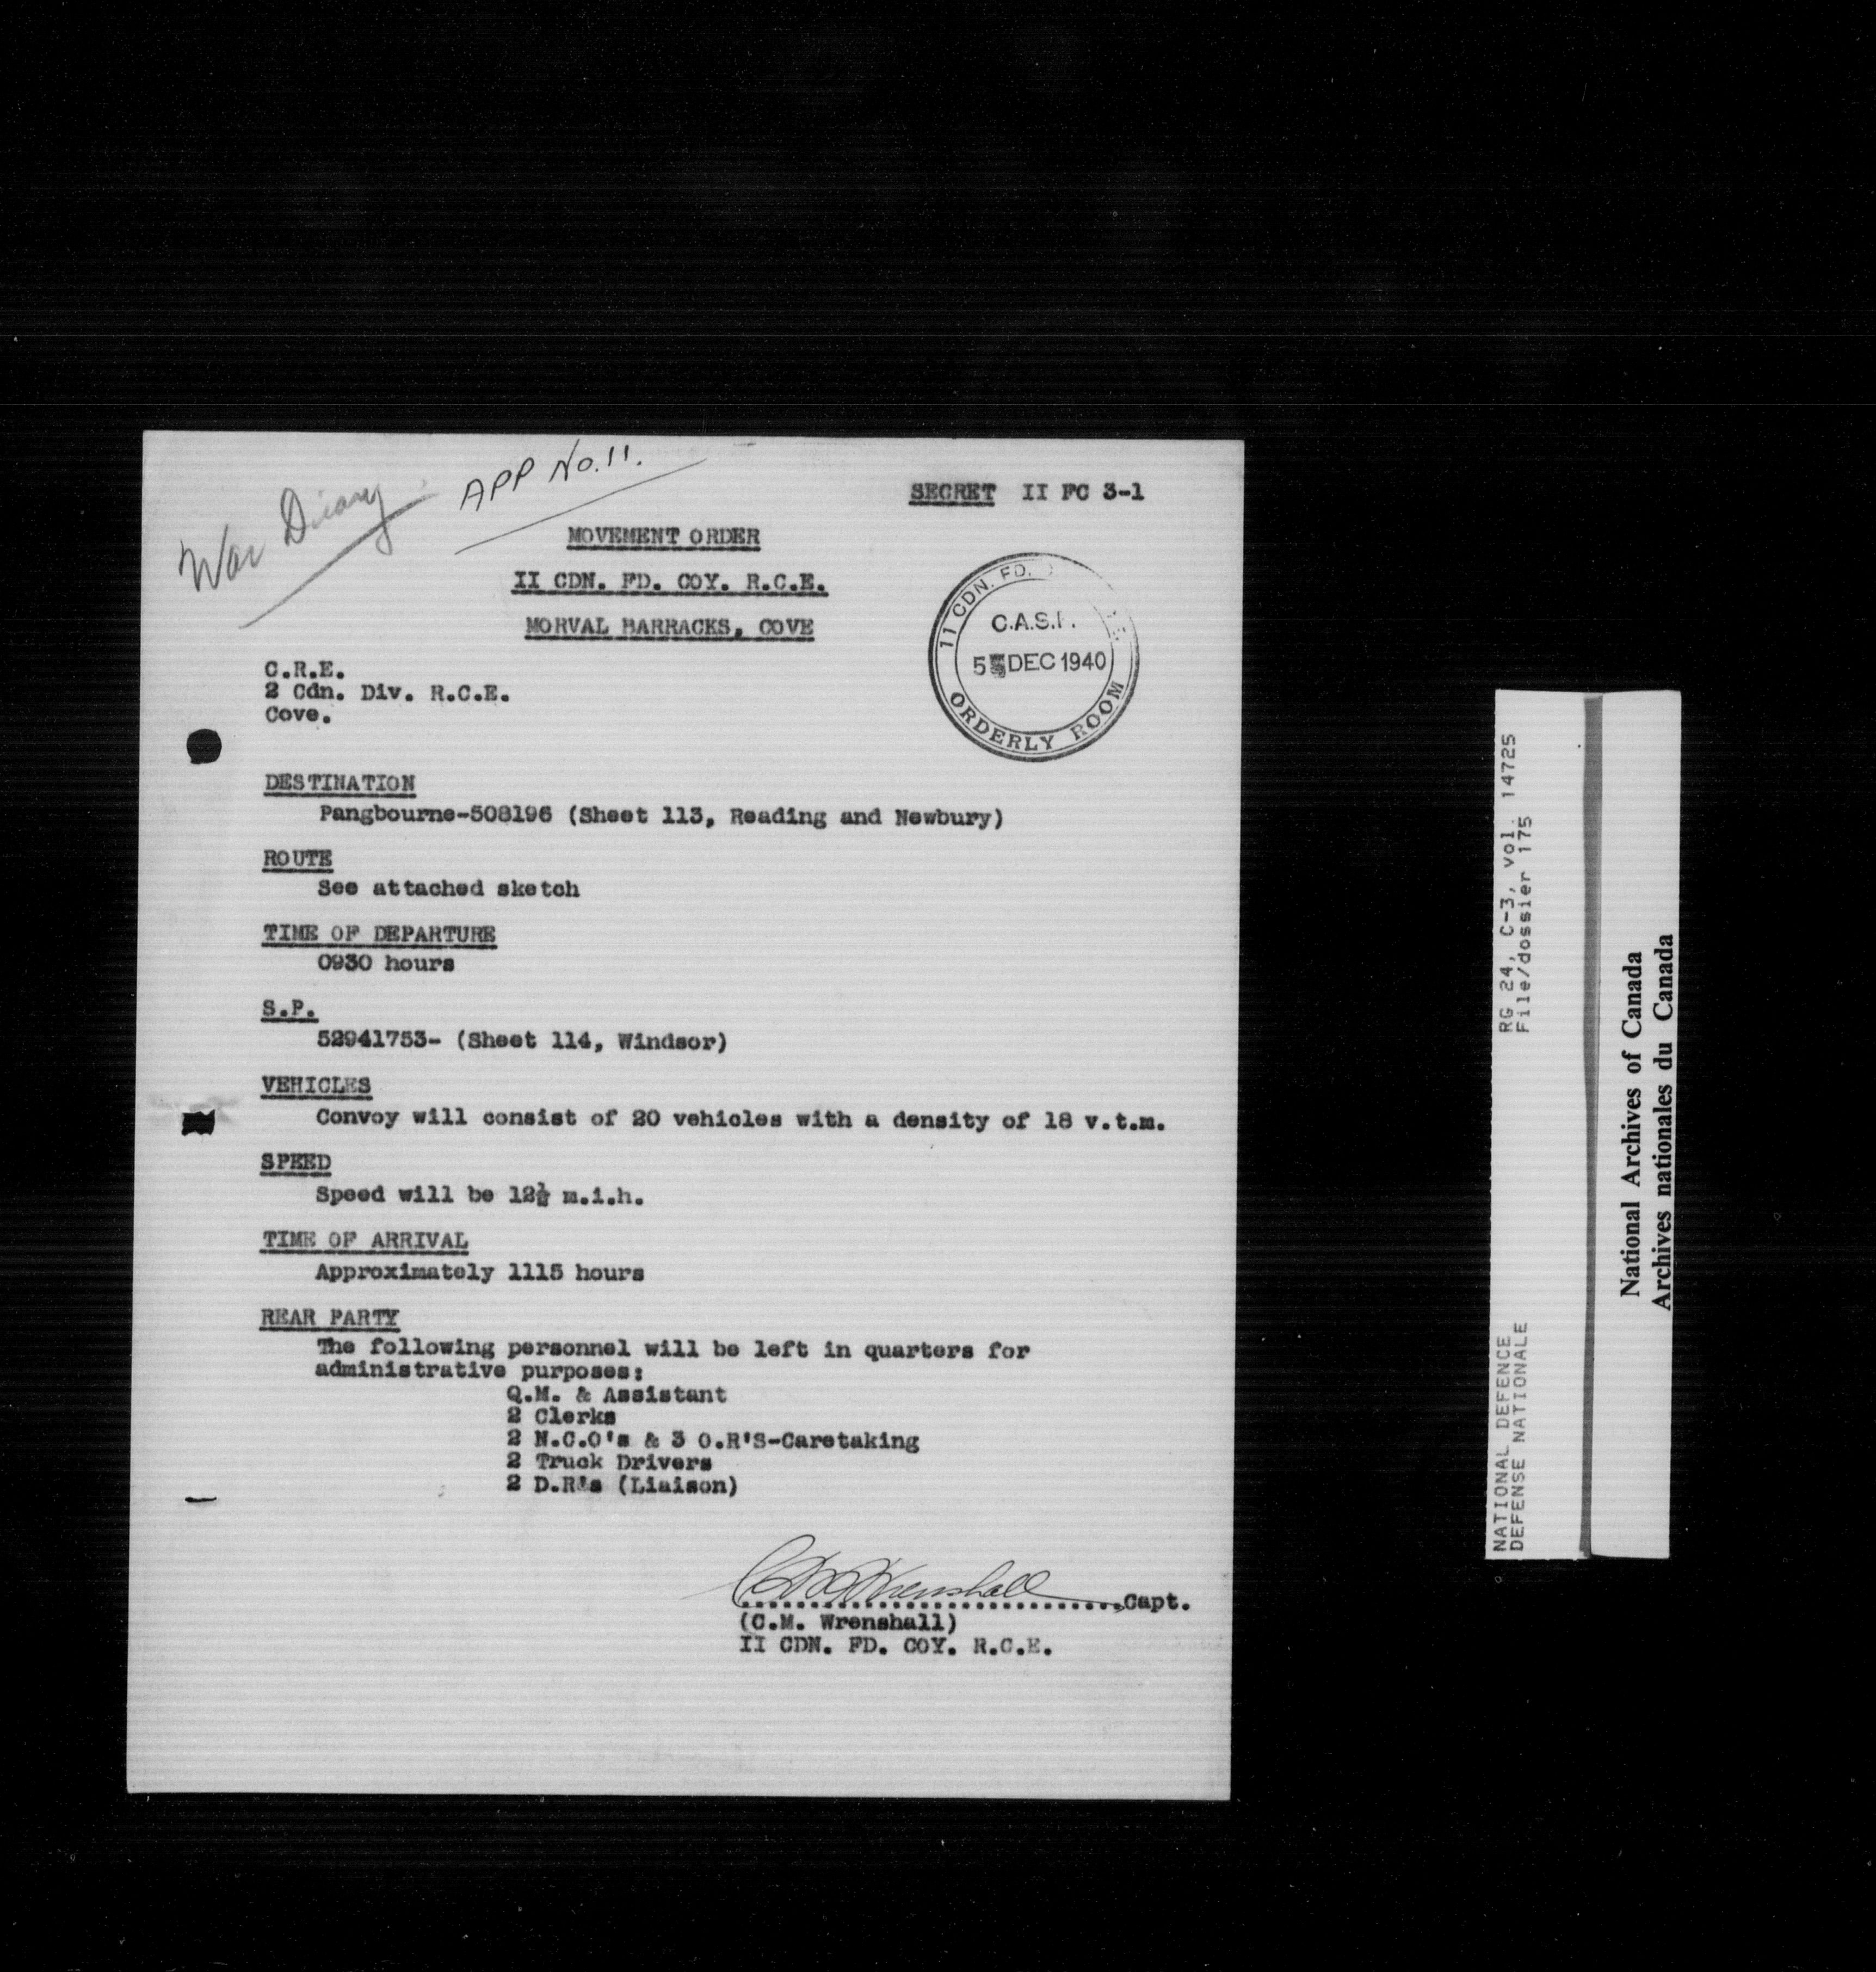 War Diary.
APP No. 11.
SECRET II FC 3-1
MOVEMENT ORDER
II CDN. FD. COY. R.C.E.
MORVAL BARRACKS, COVE
11 CDN. FD.
C.A.S.F.
5 DEC 1940
ORDERLY ROOM
C.R.E.
2 Cdn. Div. R.C.E.
Cove.
DESTINATION
Pangbourne-508196 (Sheet 113, Reading and Newbury)
ROUTE
See attached sketch
TIME OF DEPARTURE
0930 hours
S.P.
52941753- (Sheet 114, Windsor)
VEHICLES
Convoy will consist of 20 vehicles with a density of 18 v.t.m.
SPEED
Speed will be 12½ m.i.h.
TIME OF ARRIVAL
Approximately 1115 hours
REAR PARTY
The following personnel will be left in quarters for
administrative purposes:
Q.M. & Assistant
2 Clerks
2 N.C.O's & 3 O.R'S-Caretaking
2 Truck Drivers
2 D.R's (Liaison)
C M Wrenshall
..............................Capt.
(C.M. Wrenshall)
II CDN. FD. COY. R.C.E.
NATIONAL DEFENCE RG 24, C-3, vol. 14725
DEFENSE NATIONALE File/dossier 175
National Archives of Canada
Archives nationales du Canada